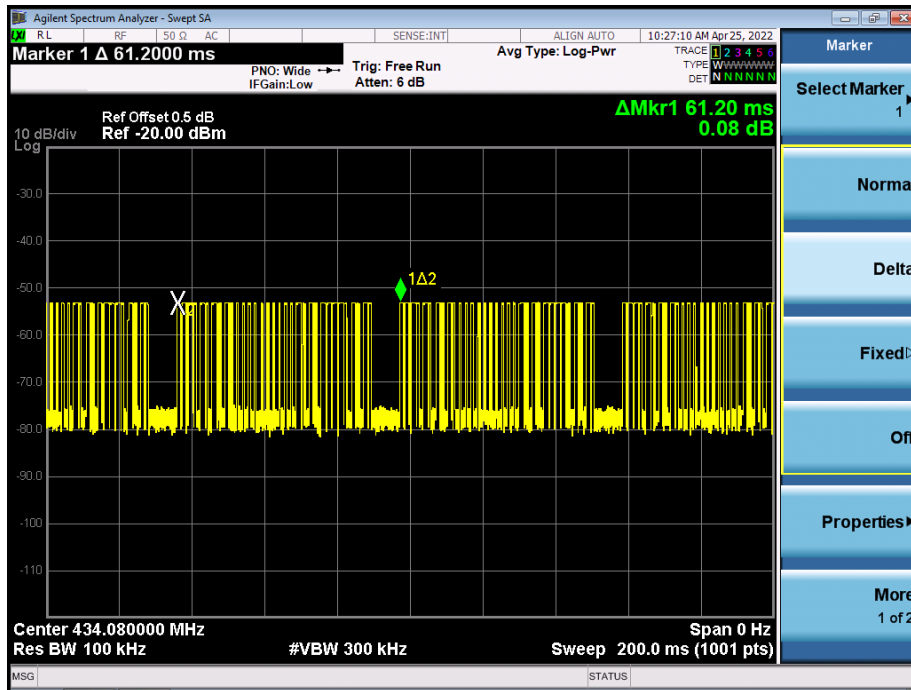 Agilent Spectrum Analyzer - Swept SA
LXI RL RF 50 Ω AC SENSE:INT ALIGN AUTO 10:27:10 AM Apr 25, 2022
Marker 1 Δ 61.2000 ms
PNO: Wide
IFGain:Low
Trig: Free Run
Atten: 6 dB
Avg Type: Log-Pwr
TRACE 1 2 3 4 5 6
TYPE WWWWWW
DET N N N N N N
ΔMkr1 61.20 ms
0.08 dB
Ref Offset 0.5 dB
10 dB/div Ref -20.00 dBm
Log
-30.0
-40.0
-50.0
-60.0
-70.0
-80.0
-90.0
-100
-110
1Δ2
2
Center 434.080000 MHz Span 0 Hz
Res BW 100 kHz #VBW 300 kHz Sweep 200.0 ms (1001 pts)
MSG STATUS
Marker
Select Marker
1
Norma
Delta
Fixed
Off
Properties
More
1 of 2